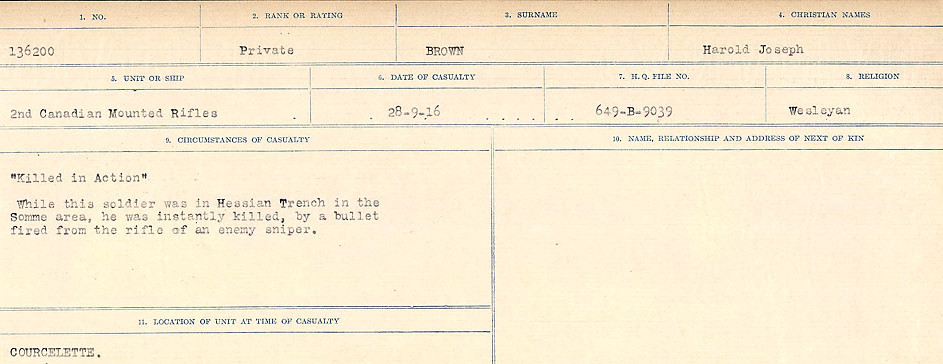 1. NO. 2. RANK OR RATING 3. SURNAME 4. CHRISTIAN NAMES
136200 Private BROWN Harold Joseph
5. UNIT OR SHIP 6. DATE OF CASUALTY 7. H.Q. FILE NO. 8. RELIGION
2nd Canadian Mounted Rifles . . 28-9-16 . . . . . 649-B-9039 Wesleyan
9. CIRCUMSTANCES OF CASUALTY 10. NAME, RELATIONSHIP AND ADDRESS OF NEXT OF KIN
"Killed in Action"
While this soldier was in Hessian Trench in the
Somme area, he was instantly killed, by a bullet
fired from the rifle of an enemy sniper.
11. LOCATION OF UNIT AT TIME OF CASUALTY
COURCELETTE.